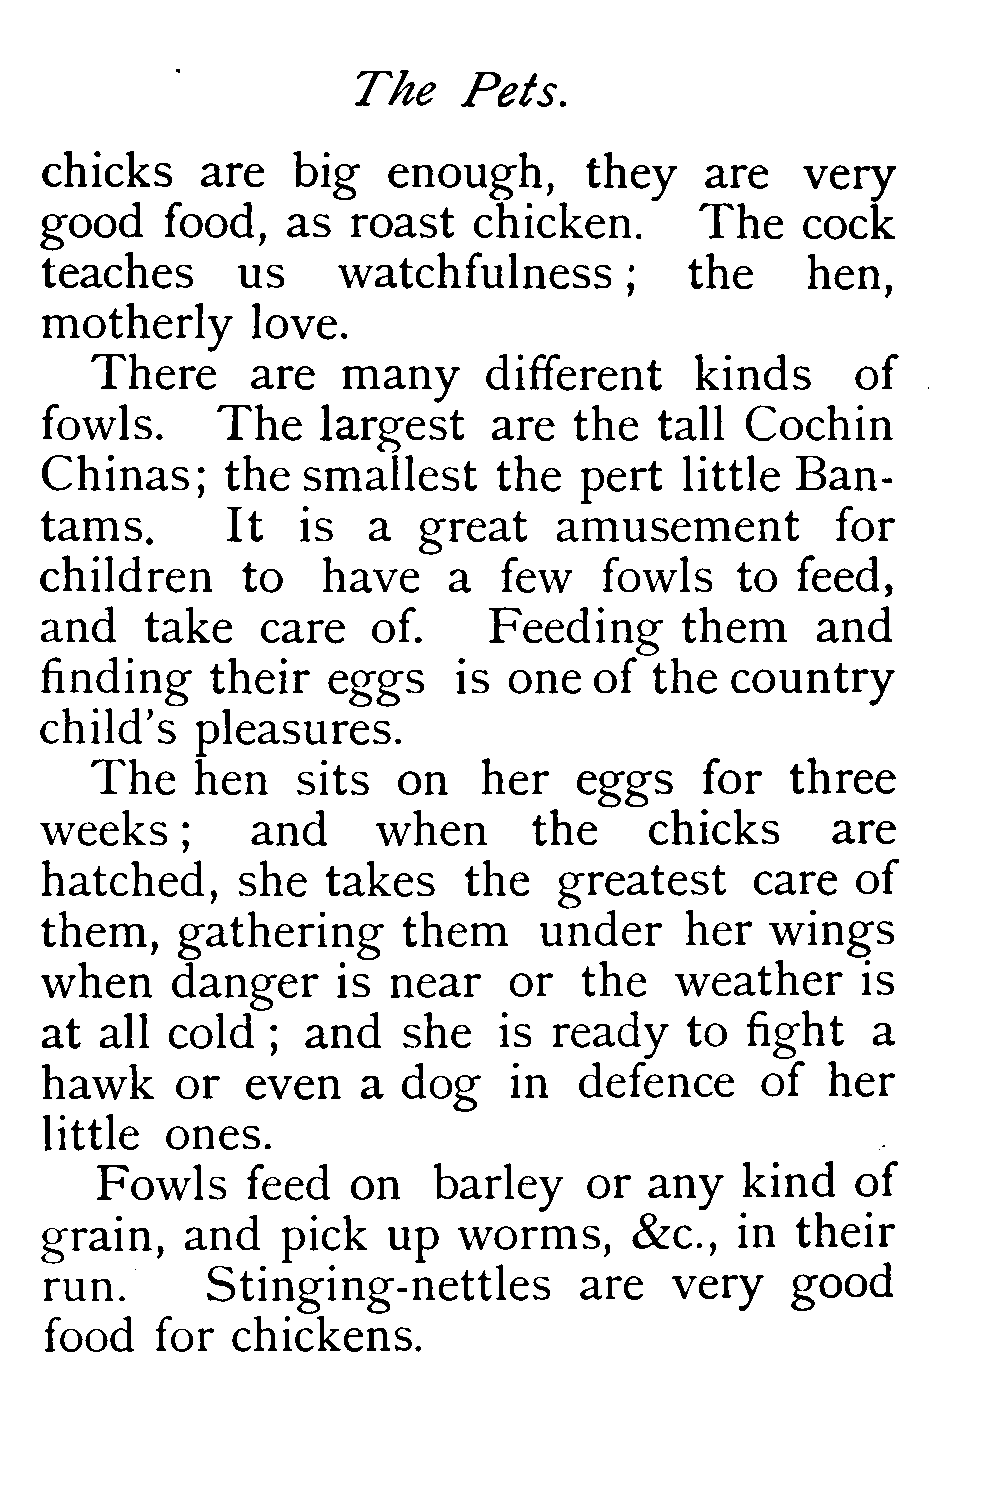 The Pets.
chicks are big enough, they are very
good food, as roast chicken. The cock
teaches us watchfulness ; the hen,
motherly love.
There are many different kinds of
fowls. The largest are the tall Cochin
Chinas; the smallest the pert little Ban-
tams. It is a great amusement for
children to have a few fowls to feed,
and take care of. Feeding them and
finding their eggs is one of the country
child's pleasures.
The hen sits on her eggs for three
weeks ; and when the chicks are
hatched, she takes the greatest care of
them, gathering them under her wings
when danger is near or the weather is
at all cold ; and she is ready to fight a
hawk or even a dog in defence of her
little ones.
Fowls feed on barley or any kind of
grain, and pick up worms, &c., in their
run. Stinging-nettles are very good
food for chickens.